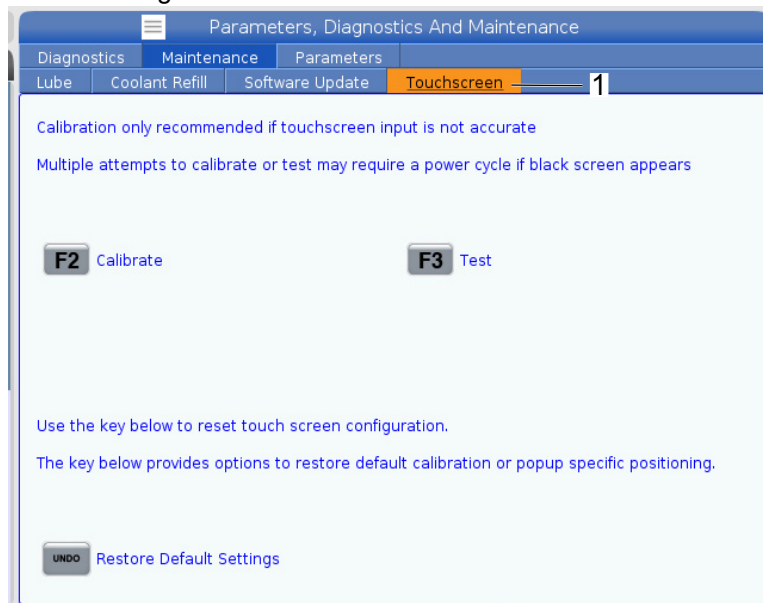 Parameters, Diagnostics And Maintenance
Diagnostics Maintenance Parameters
Lube Coolant Refill Software Update Touchscreen 1
Calibration only recommended if touchscreen input is not accurate
Multiple attempts to calibrate or test may require a power cycle if black screen appears
F2 Calibrate F3 Test
Use the key below to reset touch screen configuration.
The key below provides options to restore default calibration or popup specific positioning.
UNDO Restore Default Settings